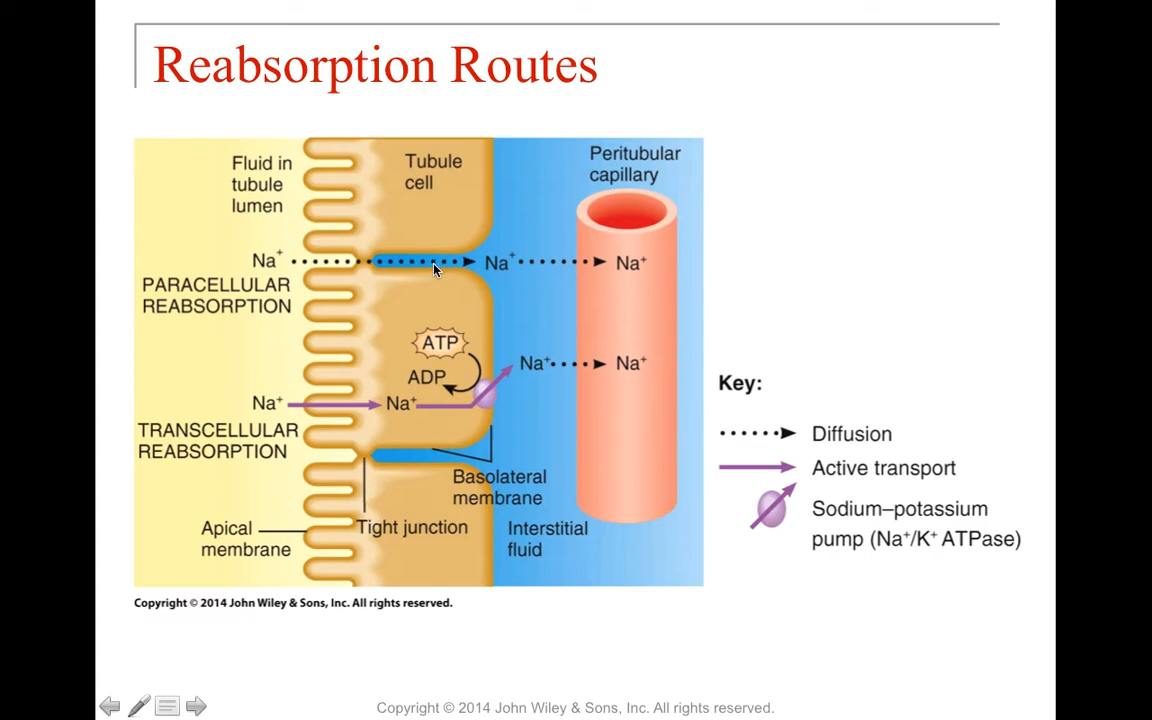 Reabsorption Routes
Fluid in
tubule
lumen
Tubule
cell
Peritubular
capillary
Na⁺
Na⁺
Na⁺
PARACELLULAR
REABSORPTION
ATP
ADP
Na⁺
Na⁺
Na⁺
Na⁺
TRANSCELLULAR
REABSORPTION
Basolateral
membrane
Apical
membrane
Tight junction
Interstitial
fluid
Key:
Diffusion
Active transport
Sodium–potassium
pump (Na⁺/K⁺ ATPase)
Copyright © 2014 John Wiley & Sons, Inc. All rights reserved.
Copyright © 2014 John Wiley & Sons, Inc. All rights reserved.